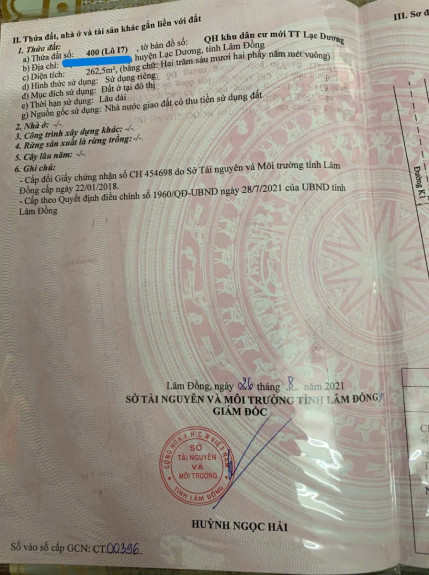 II. Thửa đất, nhà ở và tài sản khác gắn liền với đất
1. Thửa đất:
a) Thửa đất số: 400 (Lô I7) , tờ bản đồ số: QH khu dân cư mới TT Lạc Dương
b) Địa chỉ: huyện Lạc Dương, tỉnh Lâm Đồng
c) Diện tích: 262,5m², (bằng chữ: Hai trăm sáu mươi hai phẩy năm mét vuông)
d) Hình thức sử dụng: Sử dụng riêng
đ) Mục đích sử dụng: Đất ở tại đô thị
e) Thời hạn sử dụng: Lâu dài
g) Nguồn gốc sử dụng: Nhà nước giao đất có thu tiền sử dụng đất
2. Nhà ở: -/-.
3. Công trình xây dựng khác: -/-.
4. Rừng sản xuất là rừng trồng: -/-.
5. Cây lâu năm: -/-.
6. Ghi chú:
- Cấp đổi Giấy chứng nhận số CH 454698 do Sở Tài nguyên và Môi trường tỉnh Lâm
Đồng cấp ngày 22/01/2018.
- Cấp theo Quyết định điều chỉnh số 1960/QĐ-UBND ngày 28/7/2021 của UBND tỉnh
Lâm Đồng
Lâm Đồng, ngày 026 tháng 8 năm 2021
SỞ TÀI NGUYÊN VÀ MÔI TRƯỜNG TỈNH LÂM ĐỒNG
GIÁM ĐỐC
CỘNG HÒA X.H.C.N VIỆT NAM
SỞ
TÀI NGUYÊN
VÀ
MÔI TRƯỜNG
TỈNH LÂM ĐỒNG
HUỲNH NGỌC HẢI
Số vào sổ cấp GCN: CT00396
III. Sơ đ
Đường K1